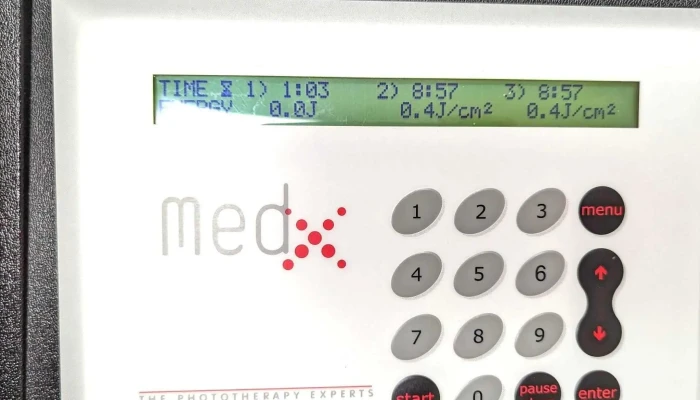 TIME ⧗ 1) 1:03 2) 8:57 3) 8:57
ENERGY 0.0J 0.4J/cm² 0.4J/cm²
medx
1 2 3 menu
4 5 6
7 8 9
THE PHOTOTHERAPY EXPERTS
start 0 pause enter